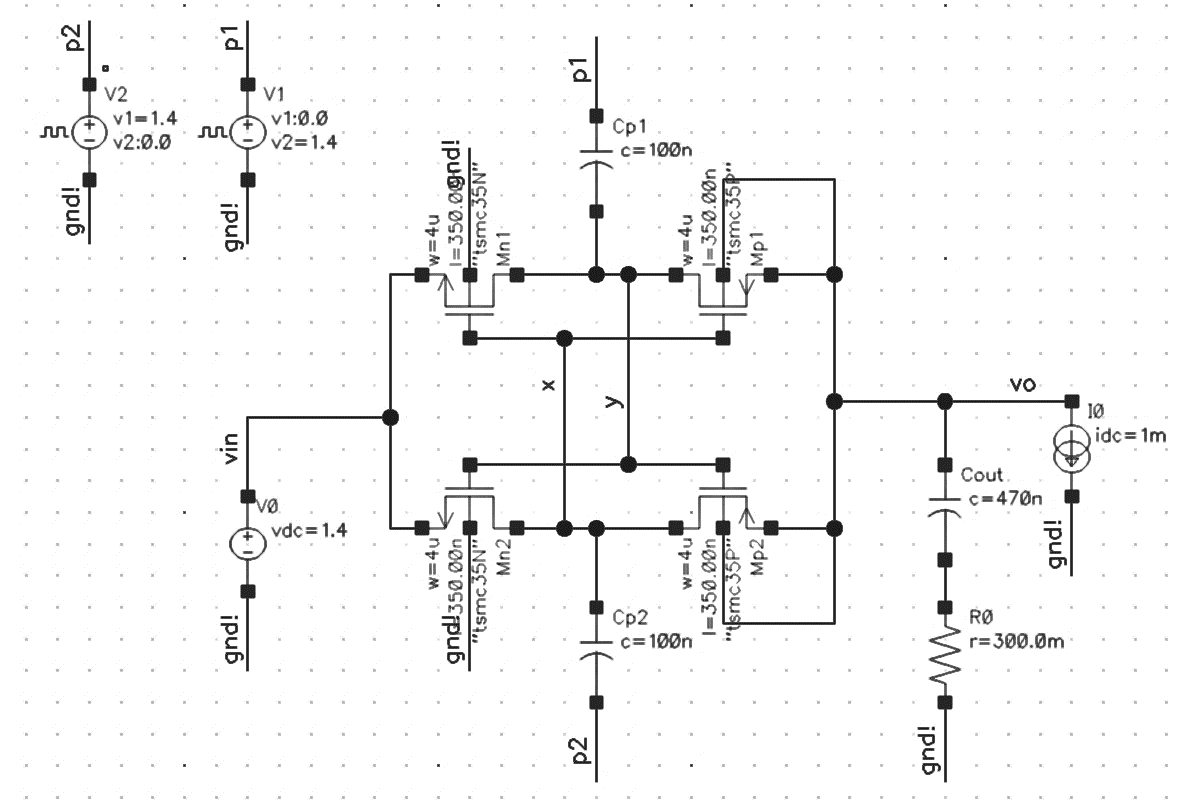 p2
V2
v1=1.4
v2:0.0
gnd!
p1
V1
v1:0.0
v2=1.4
gnd!
p1
Cp1
c=100n
gnd!
w=4u
l=350.00n
"tsmc35N"
Mn1
w=4u
l=350.00n
"tsmc35P"
Mp1
x
y
vin
V0
vdc=1.4
gnd!
vo
I0
idc=1m
gnd!
Cout
c=470n
R0
r=300.0m
gnd!
w=4u
l=350.00n
"tsmc35N"
Mn2
gnd!
w=4u
l=350.00n
"tsmc35P"
Mp2
Cp2
c=100n
p2